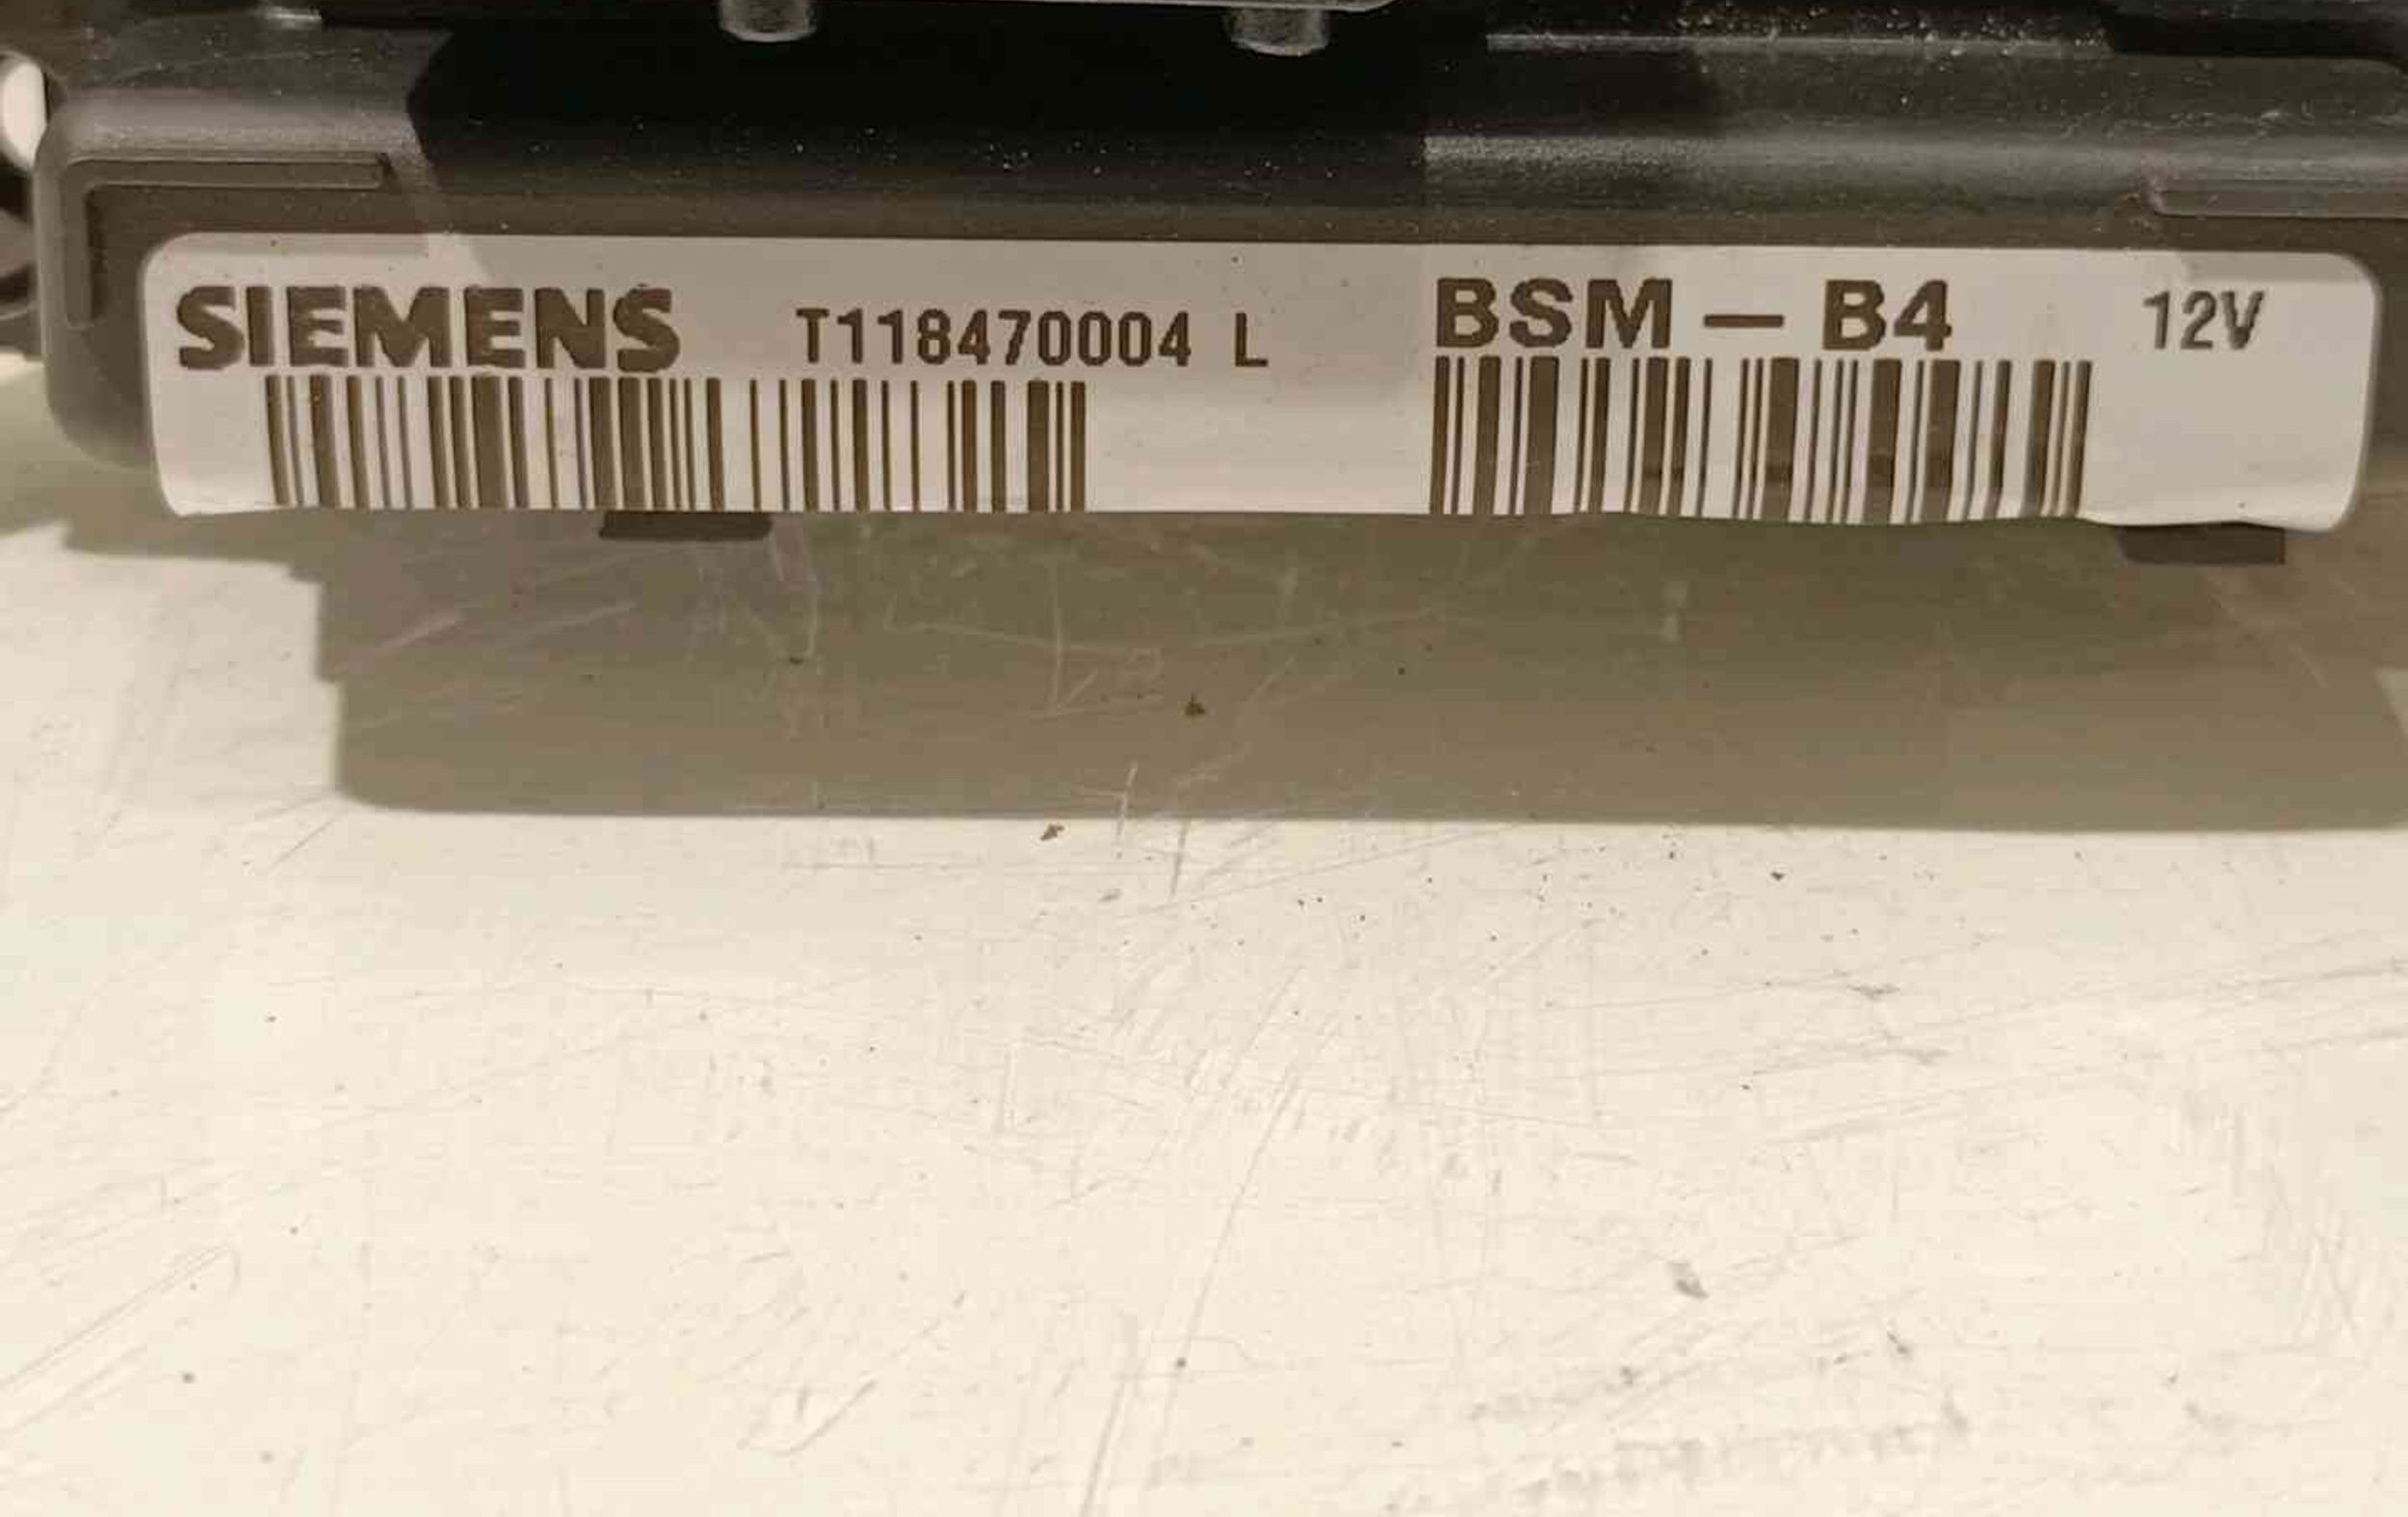 SIEMENS T118470004 L BSM – B4 12V